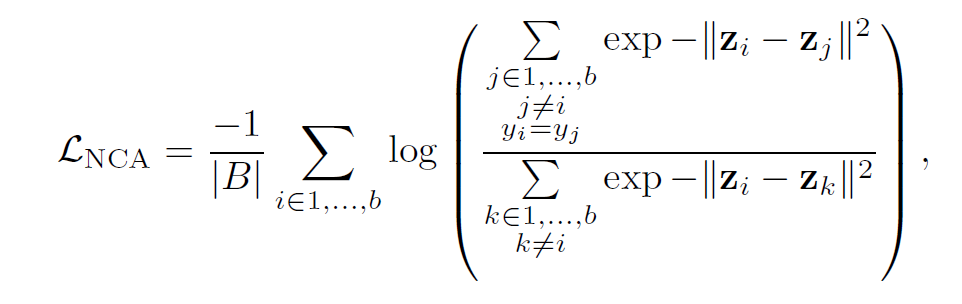 $$\mathcal{L}_{\mathrm{NCA}} = \frac{-1}{|B|} \sum_{i \in 1,\ldots,b} \log \left( \frac{\sum_{\substack{j \in 1,\ldots,b \\ j \neq i \\ y_i = y_j}} \exp -\|\mathbf{z}_i - \mathbf{z}_j\|^2}{\sum_{\substack{k \in 1,\ldots,b \\ k \neq i}} \exp -\|\mathbf{z}_i - \mathbf{z}_k\|^2} \right),$$